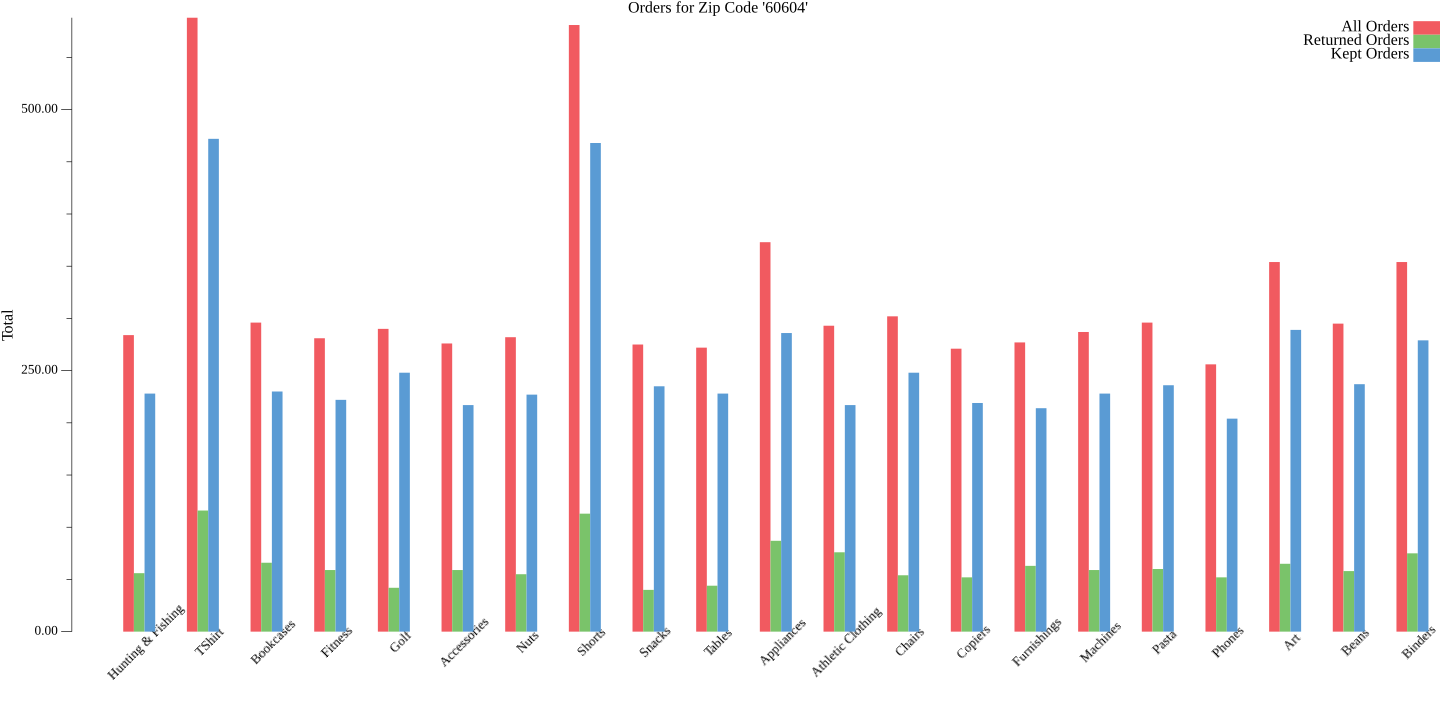 Orders for Zip Code '60604'
All Orders
Returned Orders
Kept Orders
500.00
250.00
0.00
Total
Hunting & Fishing
TShirt
Bookcases
Fitness
Golf
Accessories
Nuts
Shorts
Snacks
Tables
Appliances
Athletic Clothing
Chairs
Copiers
Furnishings
Machines
Pasta
Phones
Art
Beans
Binders